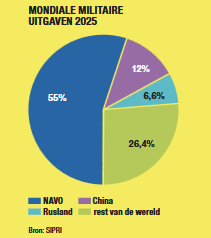 MONDIALE MILITAIRE
UITGAVEN 2025
12%
55%
6,6%
26,4%
NAVO China
Rusland rest van de wereld
Bron: SIPRI